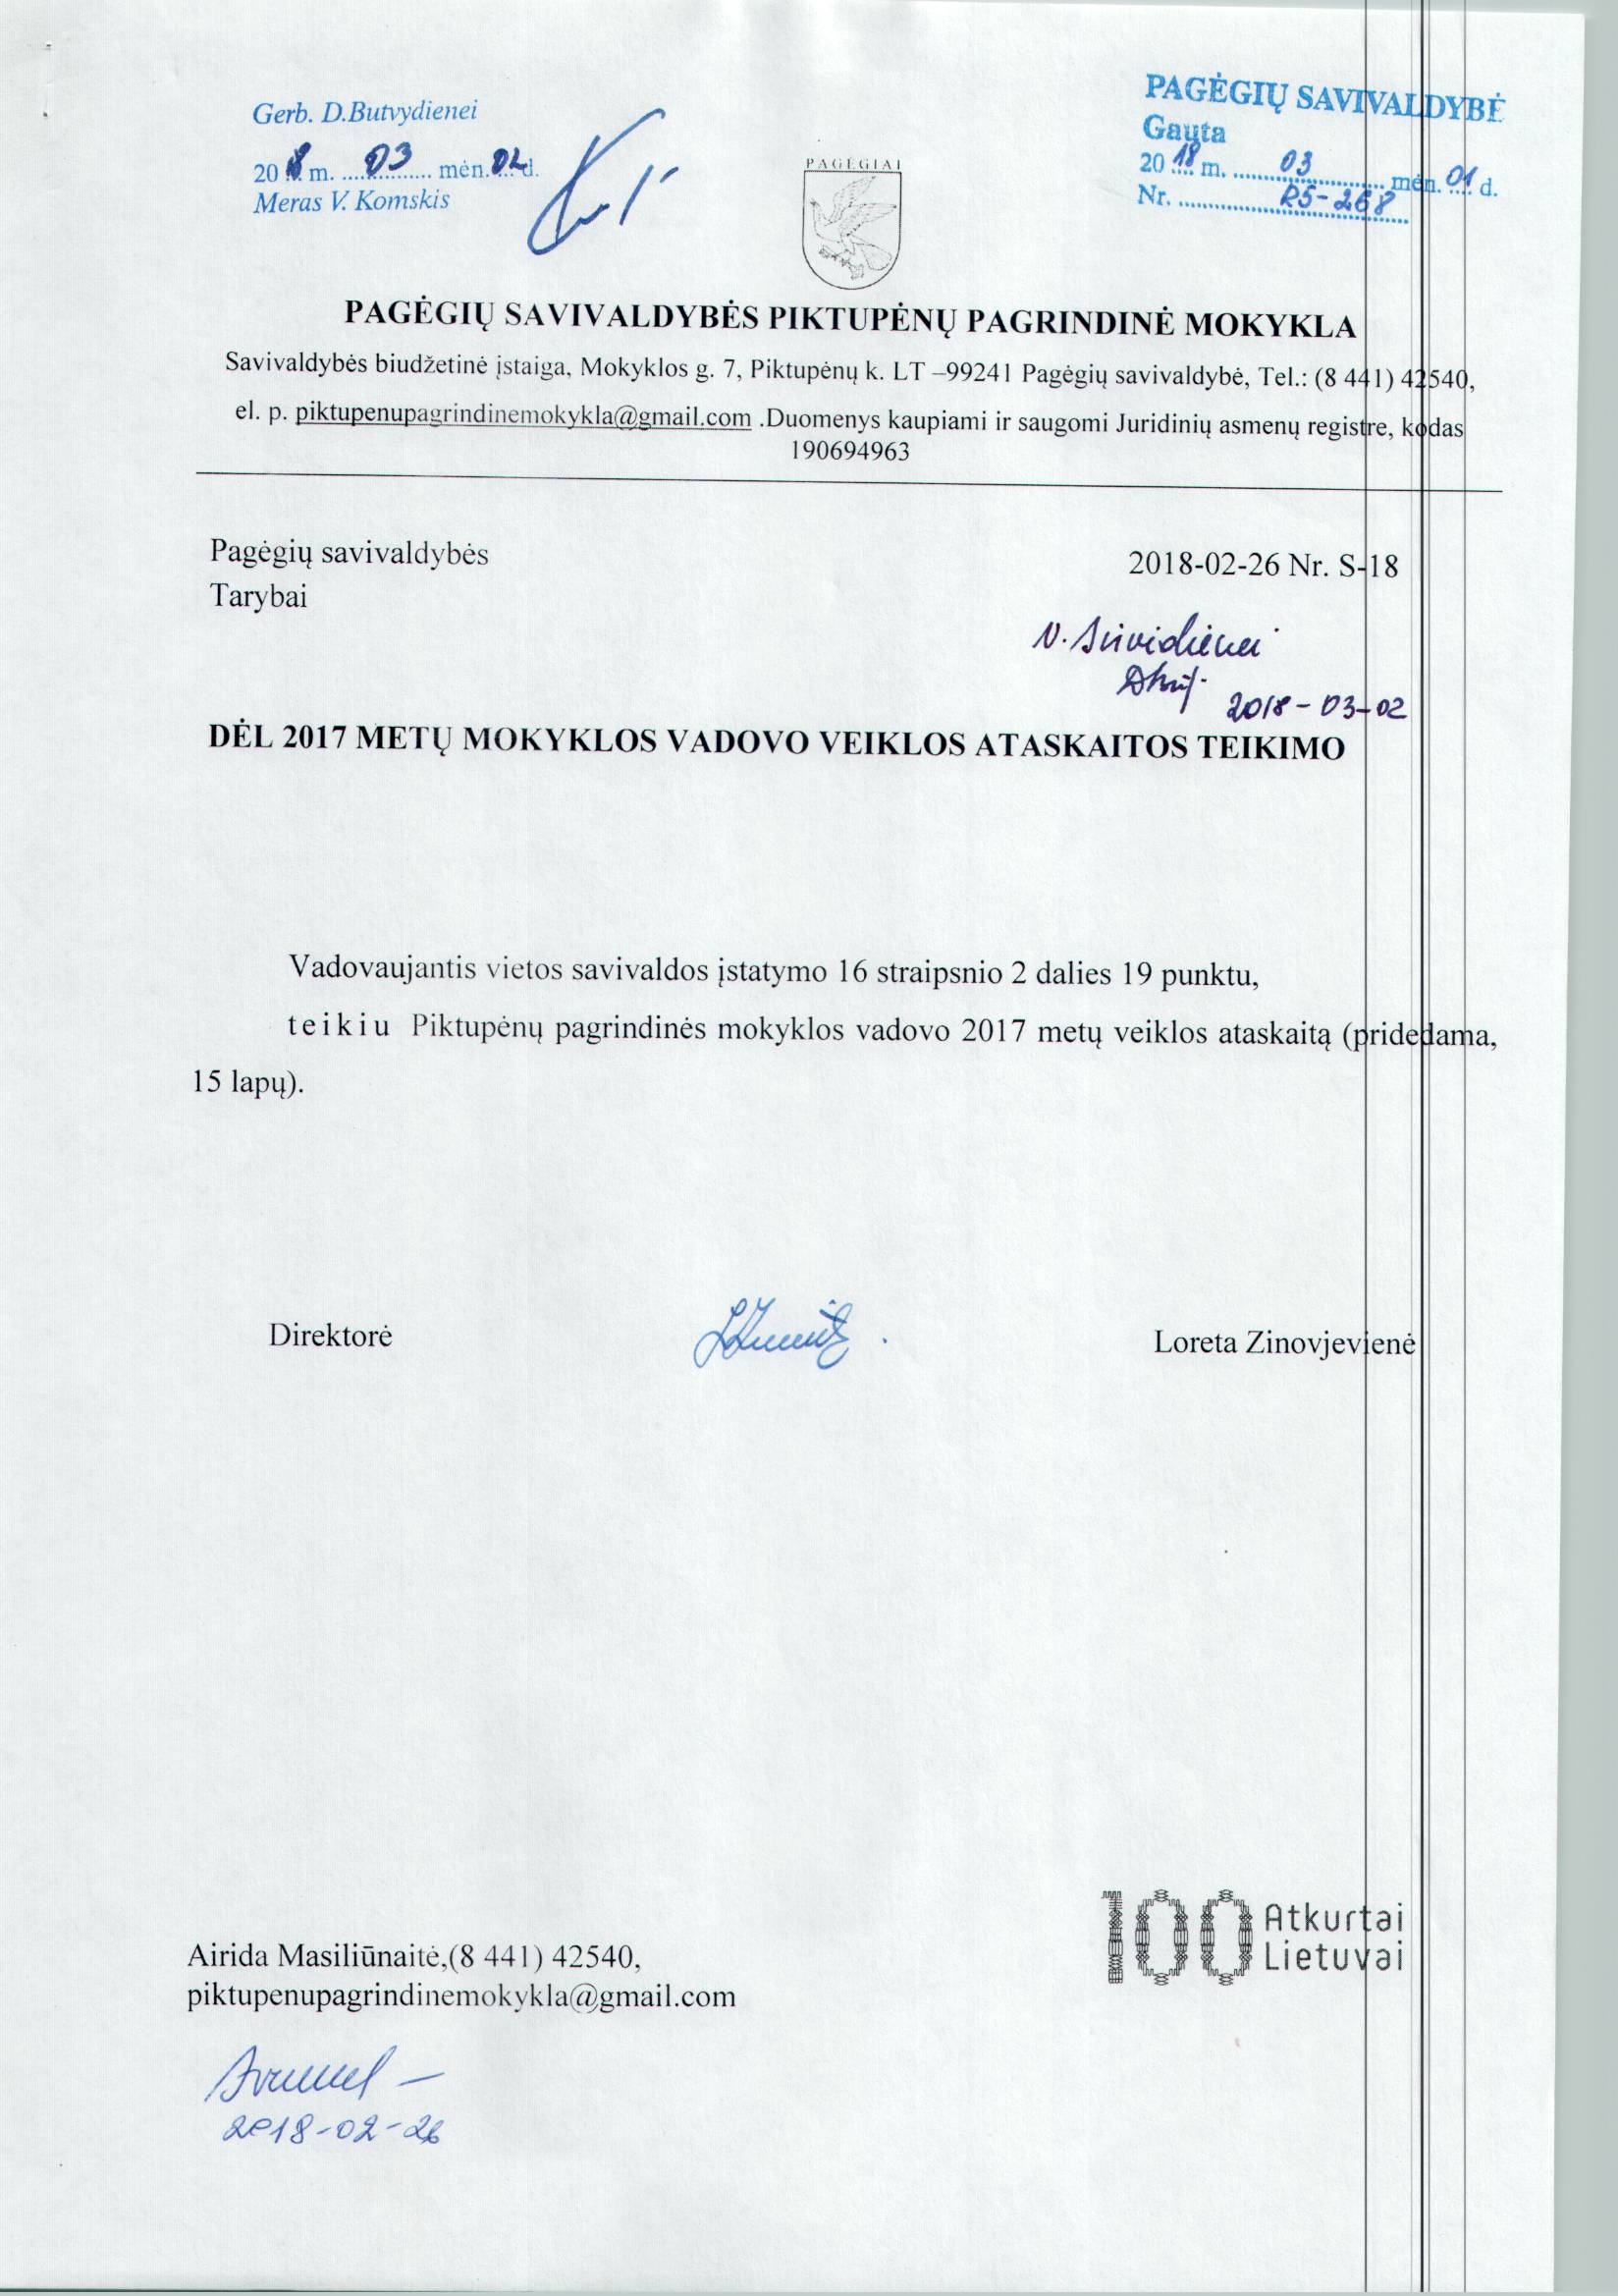 Gerb. D.Butvydienei
2018 m. 03 mėn. 02 d.
Meras V. Komskis
PAGĖGIŲ SAVIVALDYBĖ
Gauta
2018 m. 03 mėn. 01 d.
Nr. R5-268
PAGĖGIAI
PAGĖGIŲ SAVIVALDYBĖS PIKTUPĖNŲ PAGRINDINĖ MOKYKLA
Savivaldybės biudžetinė įstaiga, Mokyklos g. 7, Piktupėnų k. LT –99241 Pagėgių savivaldybė, Tel.: (8 441) 42540,
el. p. piktupenupagrindinemokykla@gmail.com .Duomenys kaupiami ir saugomi Juridinių asmenų registre, kodas
190694963
Pagėgių savivaldybės
Tarybai
2018-02-26 Nr. S-18
2018-03-02
DĖL 2017 METŲ MOKYKLOS VADOVO VEIKLOS ATASKAITOS TEIKIMO
Vadovaujantis vietos savivaldos įstatymo 16 straipsnio 2 dalies 19 punktu,
teikiu Piktupėnų pagrindinės mokyklos vadovo 2017 metų veiklos ataskaitą (pridedama,
15 lapų).
Direktorė
Loreta Zinovjevienė
100 Atkurtai
Lietuvai
Airida Masiliūnaitė,(8 441) 42540,
piktupenupagrindinemokykla@gmail.com
2018-02-26